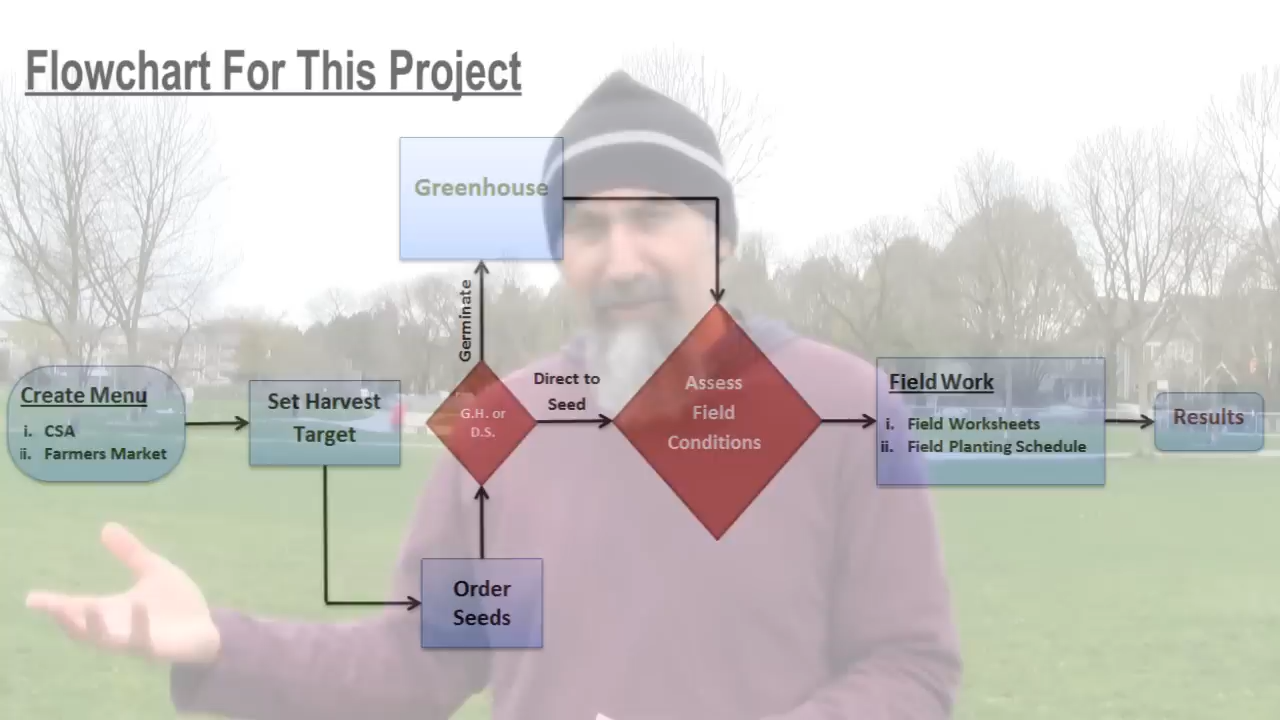 Flowchart For This Project
Greenhouse
Germinate
Create Menu
i. CSA
ii. Farmers Market
Set Harvest
Target
G.H. or
D.S.
Direct to
Seed
Assess
Field
Conditions
Field Work
i. Field Worksheets
ii. Field Planting Schedule
Results
Order
Seeds